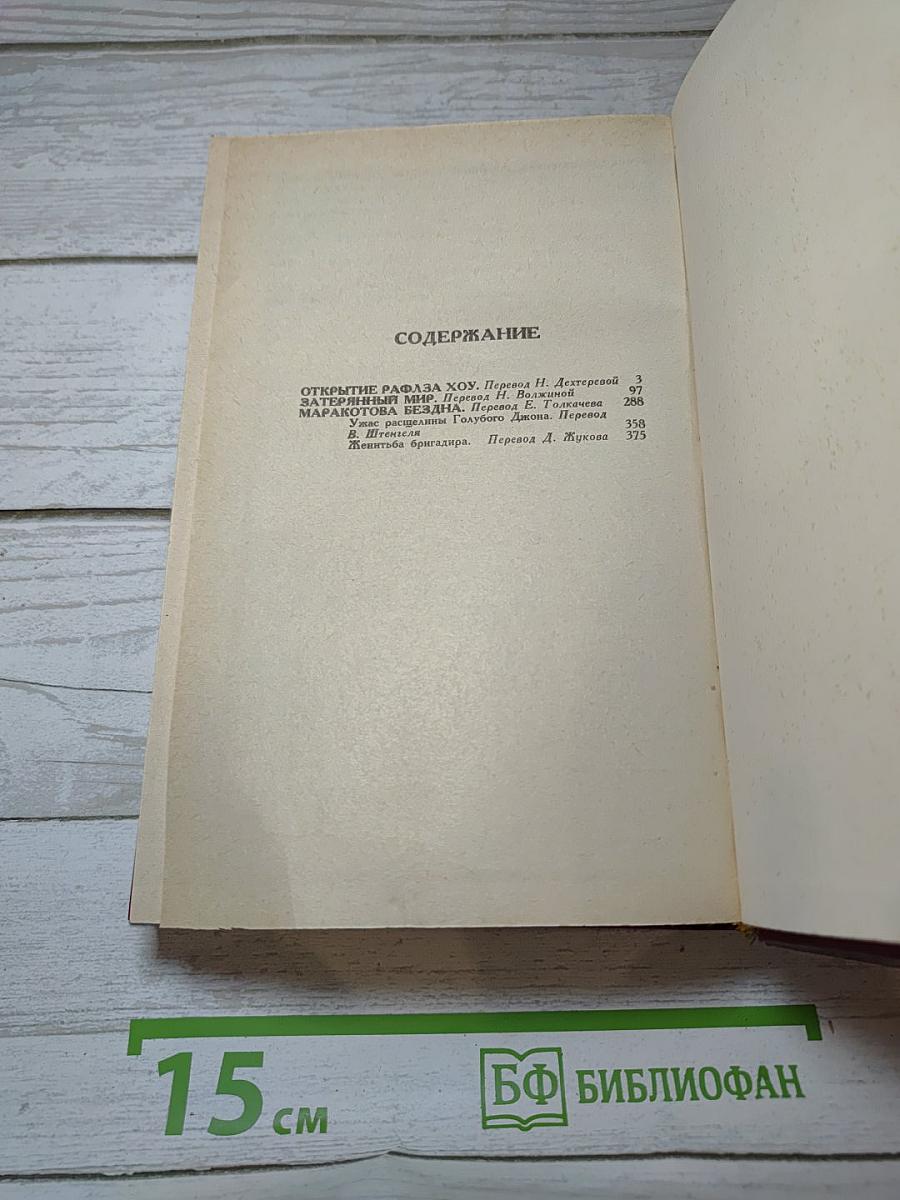 СОДЕРЖАНИЕ
ОТКРЫТИЕ РАФЛЗА ХОУ. Перевод Н. Дехтеревой 3
ЗАТЕРЯННЫЙ МИР. Перевод Н. Волжиной 97
МАРАКОТОВА БЕЗДНА. Перевод Е. Толкачева 288
Ужас расщелины Голубого Джона. Перевод
В. Штенгеля 358
Женитьба бригадира. Перевод Д. Жукова 375
15 см
БФ БИБЛИОФАН